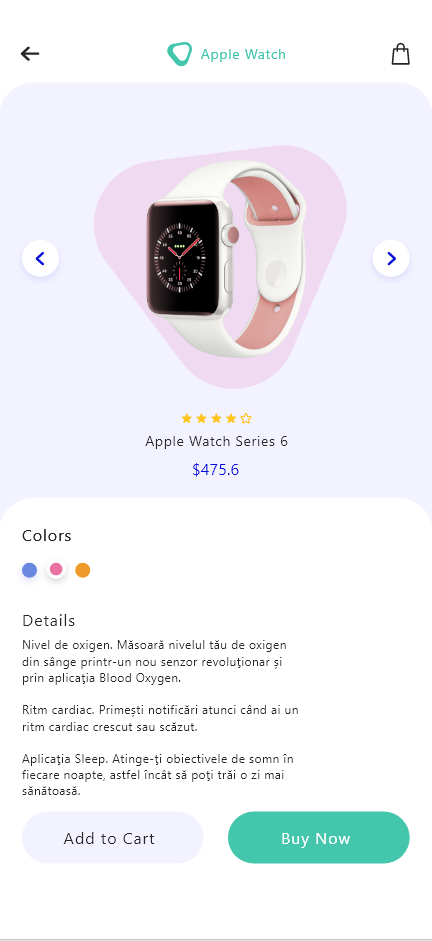 Apple Watch
Apple Watch Series 6
$475.6
Colors
Details
Nivel de oxigen. Măsoară nivelul tău de oxigen
din sânge printr-un nou senzor revoluţionar și
prin aplicaţia Blood Oxygen.
Ritm cardiac. Primești notificări atunci când ai un
ritm cardiac crescut sau scăzut.
Aplicaţia Sleep. Atinge-ţi obiectivele de somn în
fiecare noapte, astfel încât să poţi trăi o zi mai
sănătoasă.
Add to Cart
Buy Now